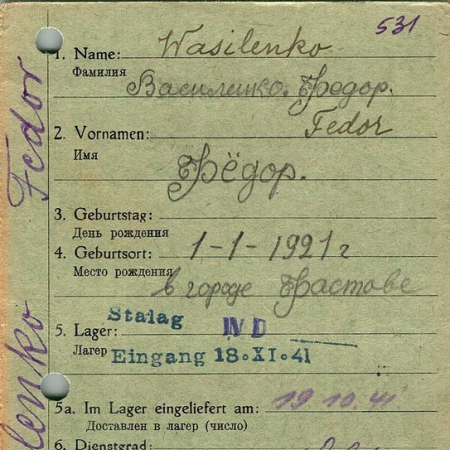 531
1. Name: Wasilenko
Фамилия Василенко Федор.
2. Vornamen: Fedor
Имя Фёдор.
3. Geburtstag:
День рождения
4. Geburtsort: 1-1-1921 г
Место рождения в городе Фастове
5. Lager: Stalag IV D
Лагер Eingang 18.XI.41
5a. Im Lager eingeliefert am: 19.10.41
Доставлен в лагер (число)
6. Dienstgrad:
lenko Fedor